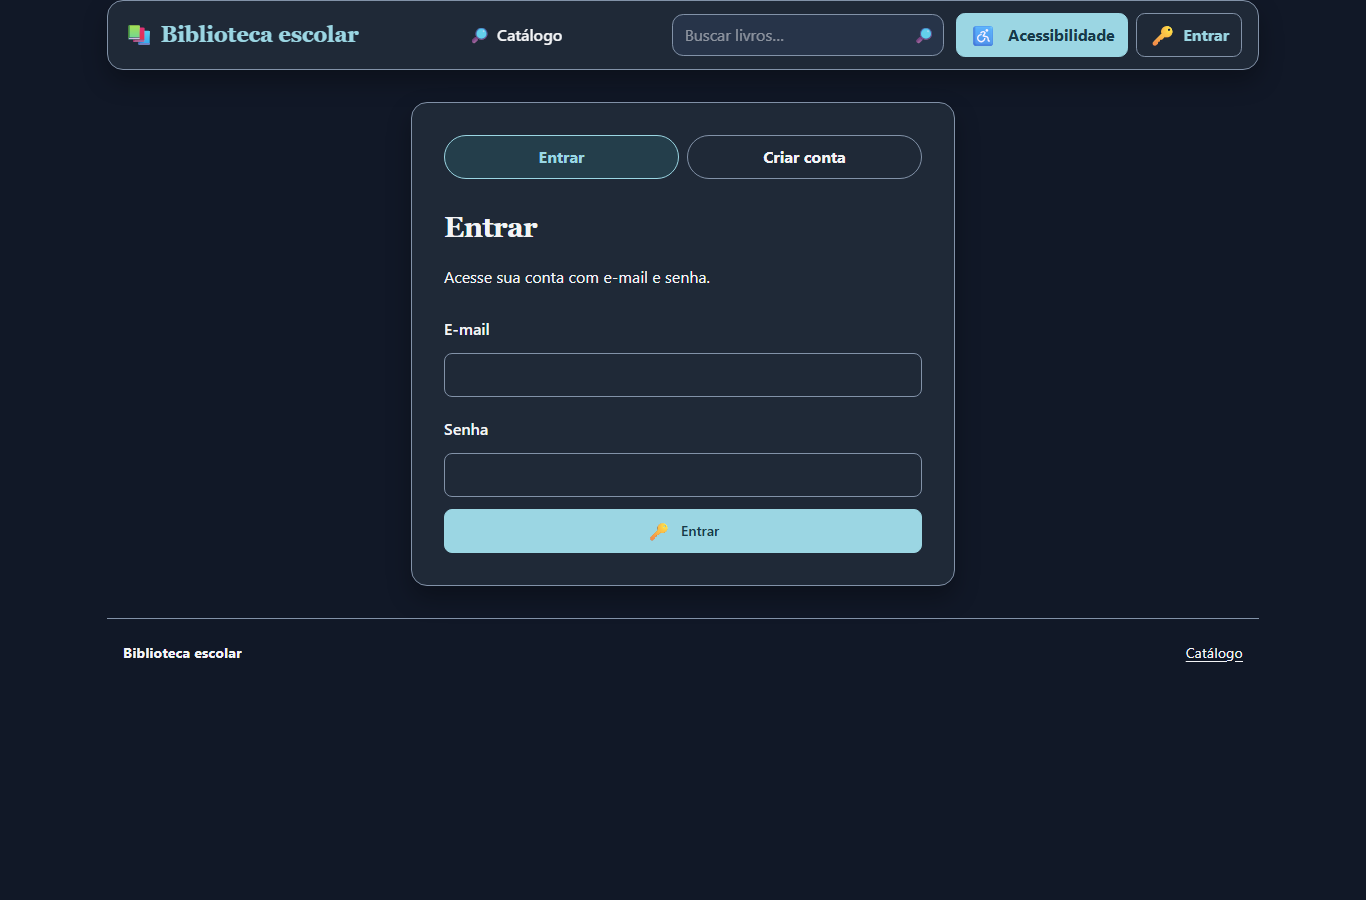 Biblioteca escolar
Catálogo
Buscar livros...
Acessibilidade
Entrar
Entrar
Criar conta
Entrar
Acesse sua conta com e-mail e senha.
E-mail
Senha
Entrar
Biblioteca escolar
Catálogo